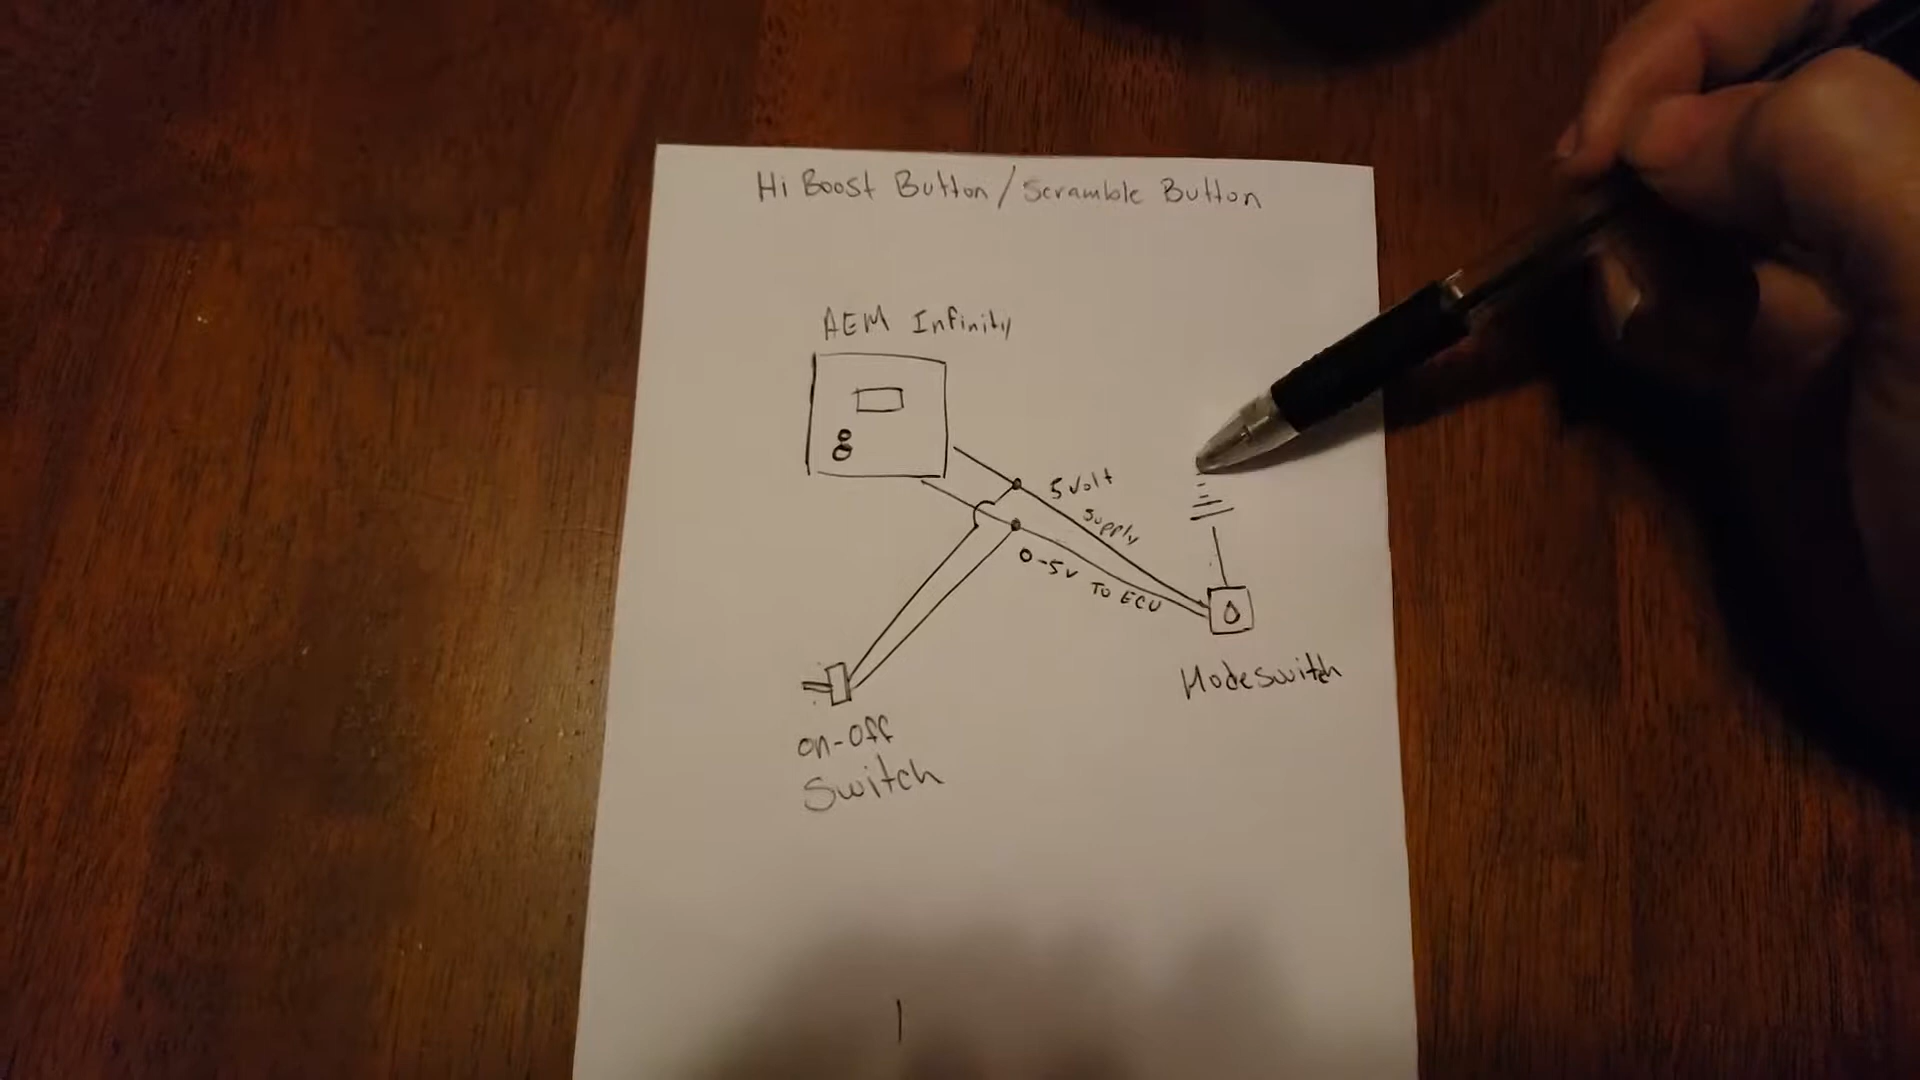 Hi Boost Button/Scramble Button
AEM Infinity
5 Volt
Supply
0-5v To ECU
Modeswitch
on-off
Switch